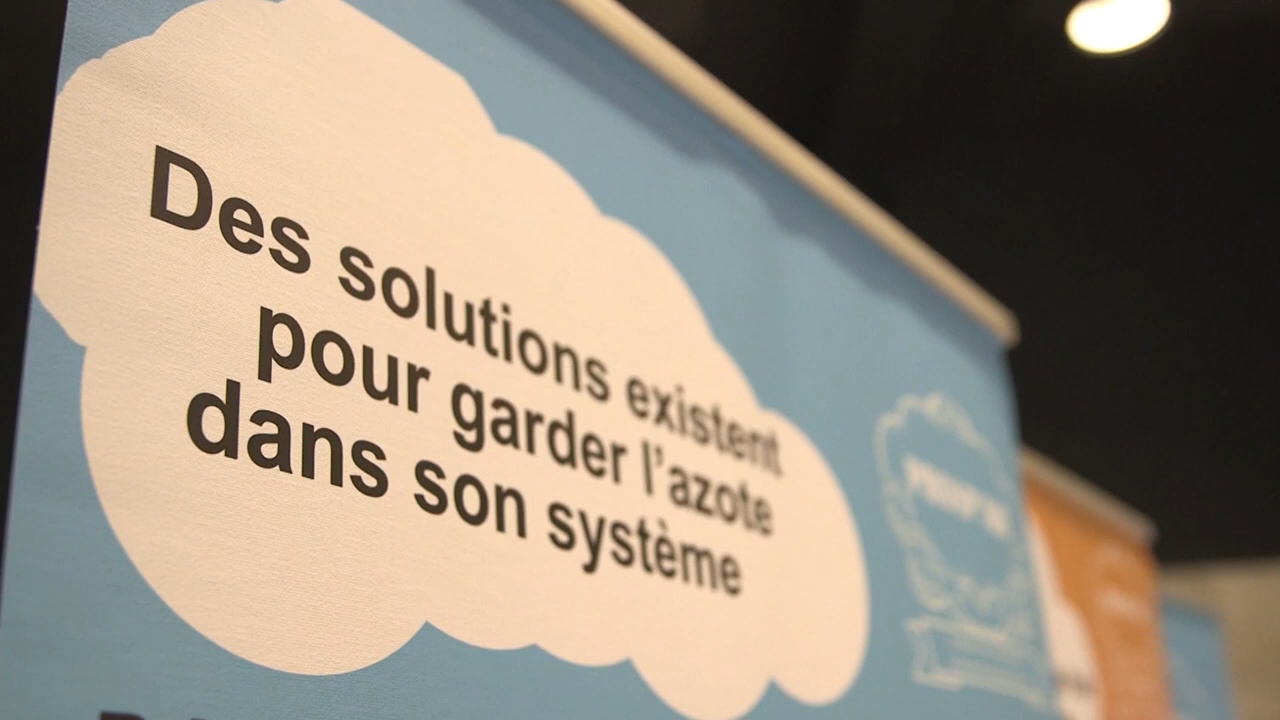 Des solutions existent
pour garder l'azote
dans son système